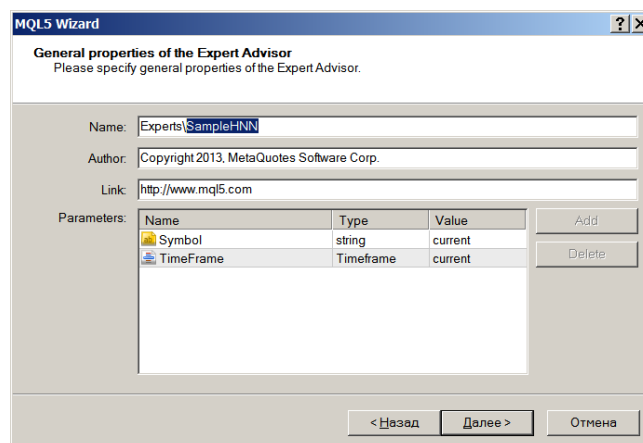 MQL5 Wizard
General properties of the Expert Advisor
Please specify general properties of the Expert Advisor.
Name: Experts\SampleHNN
Author: Copyright 2013, MetaQuotes Software Corp.
Link: http://www.mql5.com
Parameters: Name Type Value Add
Symbol string current
TimeFrame Timeframe current Delete
< Назад Далее > Отмена